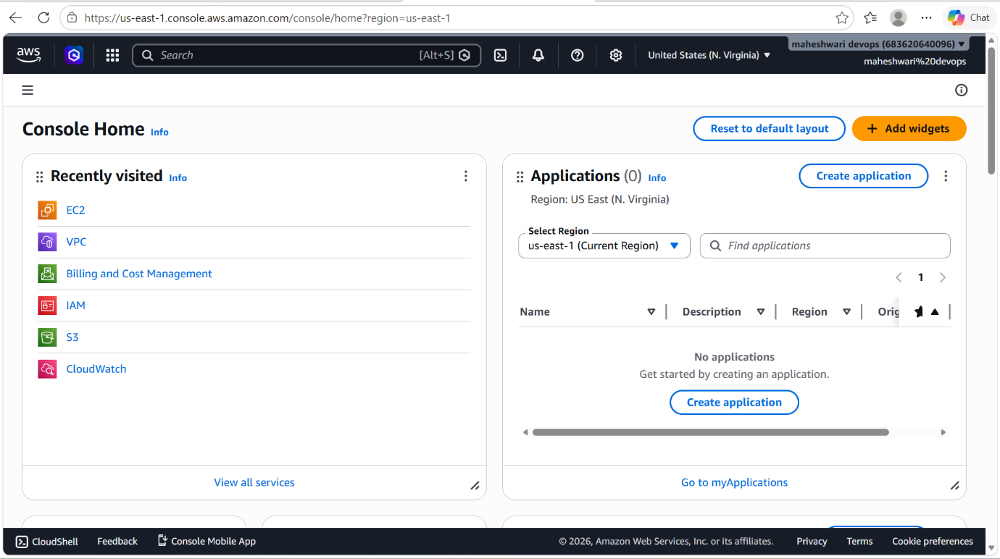 https://us-east-1.console.aws.amazon.com/console/home?region=us-east-1
Chat
aws
Search [Alt+S]
United States (N. Virginia)
maheshwari devops (683620640096)
maheshwari%20devops
Console Home Info
Reset to default layout
+ Add widgets
Recently visited Info
EC2
VPC
Billing and Cost Management
IAM
S3
CloudWatch
View all services
Applications (0) Info
Create application
Region: US East (N. Virginia)
Select Region
us-east-1 (Current Region)
Find applications
1
Name Description Region Orig
No applications
Get started by creating an application.
Create application
Go to myApplications
CloudShell Feedback Console Mobile App © 2026, Amazon Web Services, Inc. or its affiliates. Privacy Terms Cookie preferences